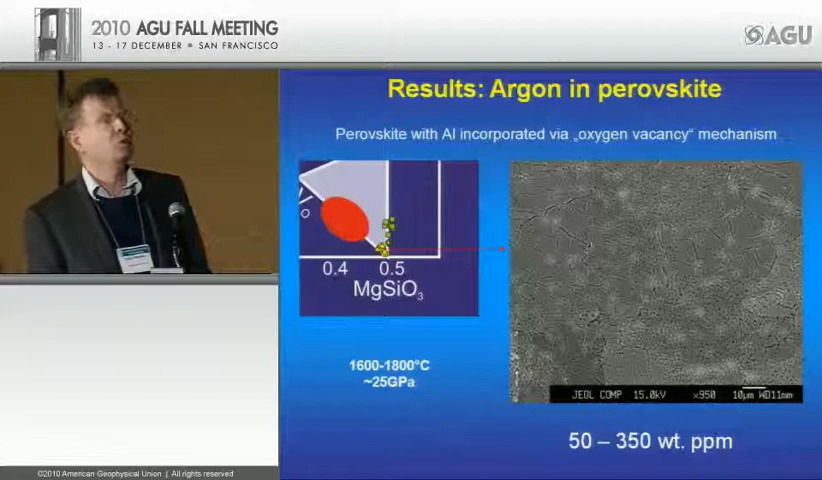 2010 AGU FALL MEETING
13 - 17 DECEMBER SAN FRANCISCO
AGU
Results: Argon in perovskite
Perovskite with Al incorporated via „oxygen vacancy“ mechanism
0.4 0.5
MgSiO3
1600-1800°C
~25GPa
JEOL COMP 15.0kV ×950 10µm WD11mm
50 – 350 wt. ppm
©2010 American Geophysical Union | All rights reserved